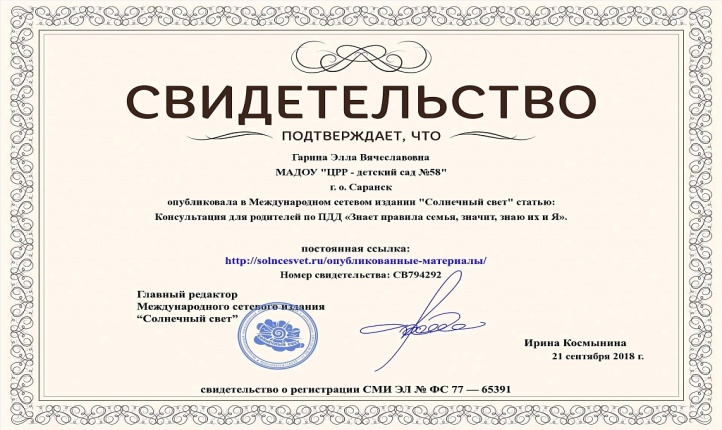 СВИДЕТЕЛЬСТВО
ПОДТВЕРЖДАЕТ, ЧТО
Гарина Элла Вячеславовна
МАДОУ "ЦРР - детский сад №58"
г. о. Саранск
опубликовала в Международном сетевом издании "Солнечный свет" статью:
Консультация для родителей по ПДД «Знает правила семья, значит, знаю их и Я».
постоянная ссылка:
http://solncesvet.ru/опубликованные-материалы/
Номер свидетельства: СВ794292
Главный редактор
Международного сетевого издания
“Солнечный свет”
Ирина Космынина
21 сентября 2018 г.
свидетельство о регистрации СМИ ЭЛ № ФС 77 — 65391